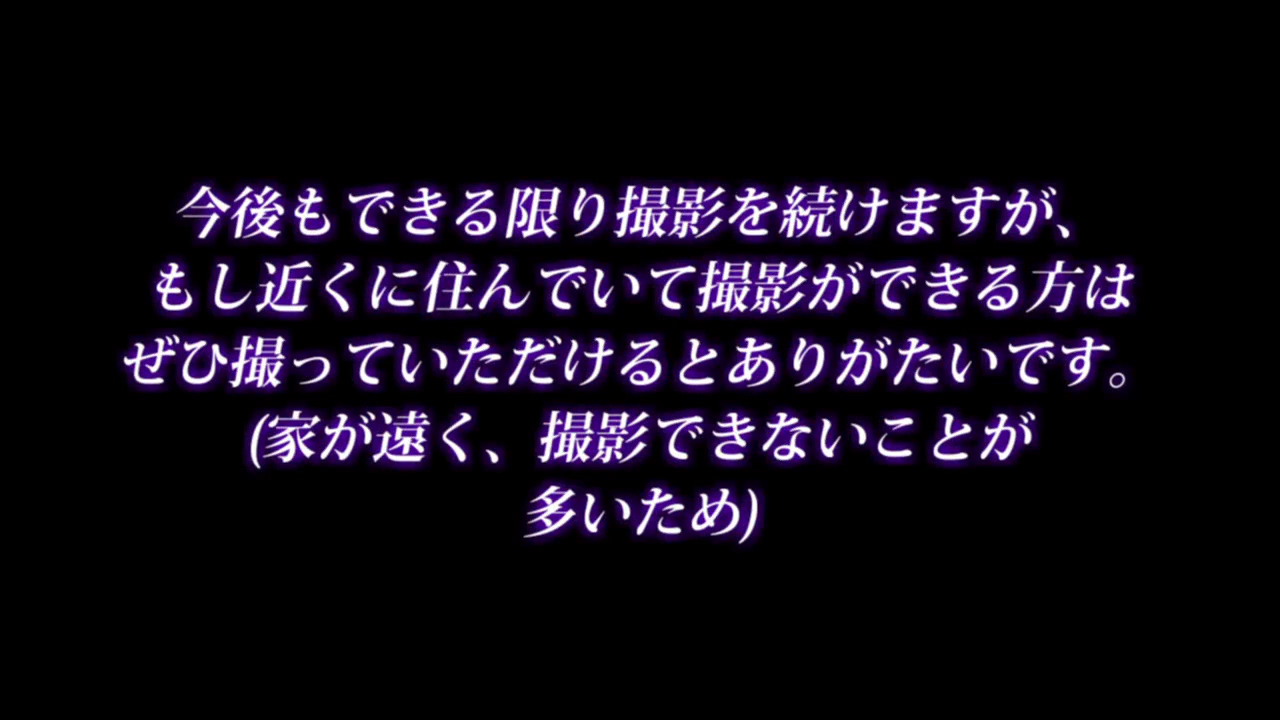 今後もできる限り撮影を続けますが、
もし近くに住んでいて撮影ができる方は
ぜひ撮っていただけるとありがたいです。
(家が遠く、撮影できないことが
多いため)